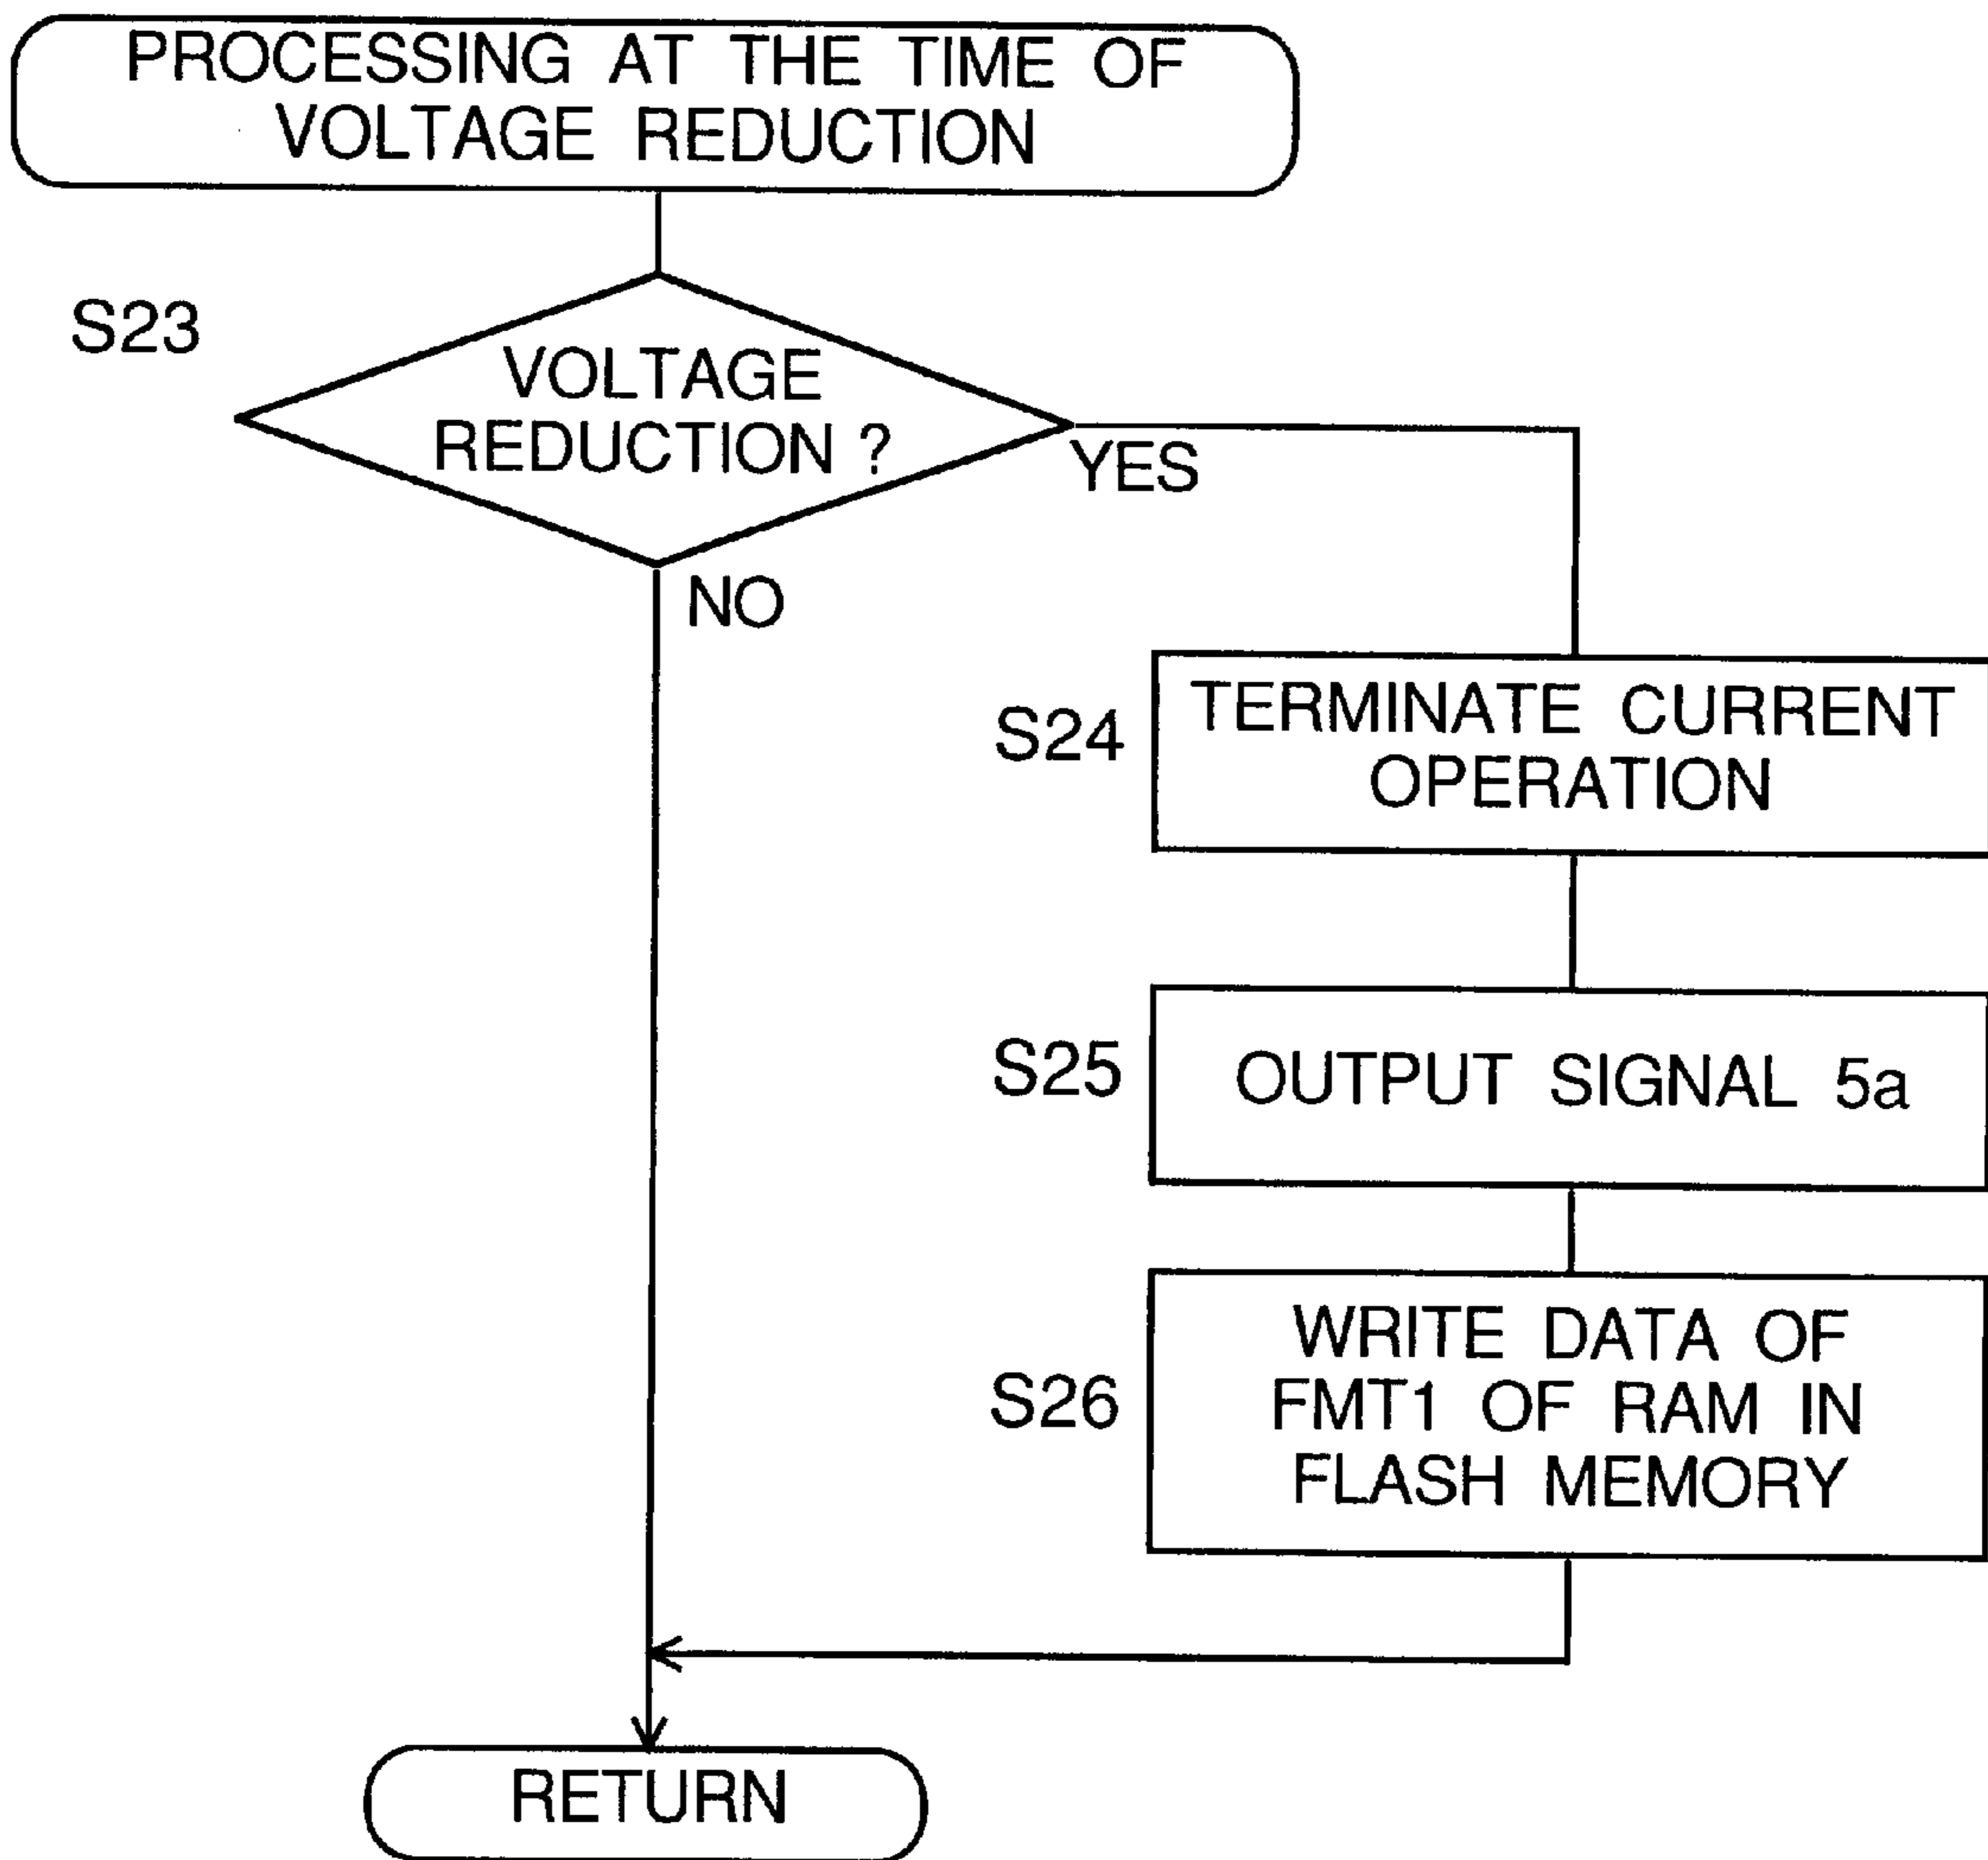 PROCESSING AT THE TIME OF
VOLTAGE REDUCTION
S23
VOLTAGE
REDUCTION ?
YES
NO
S24
TERMINATE CURRENT
OPERATION
S25
OUTPUT SIGNAL 5a
S26
WRITE DATA OF
FMT1 OF RAM IN
FLASH MEMORY
RETURN